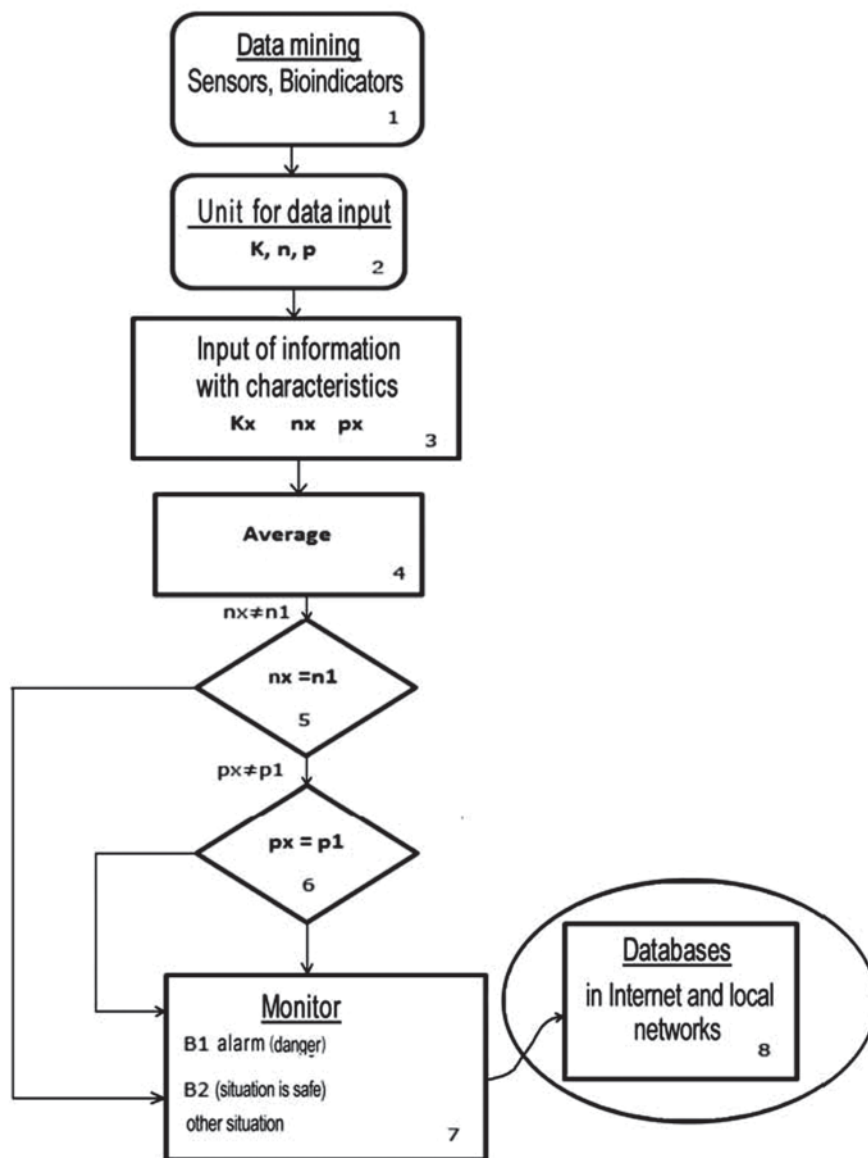 Data mining
Sensors, Bioindicators
1
Unit for data input
K, n, p
2
Input of information
with characteristics
Kx nx px
3
Average
4
nx≠n1
nx =n1
5
px≠p1
px = p1
6
Monitor
B1 alarm (danger)
B2 (situation is safe)
other situation
7
Databases
in Internet and local
networks
8